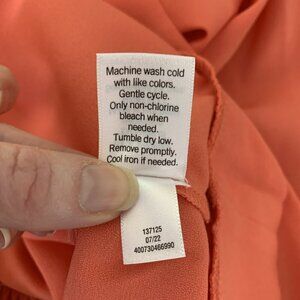 Machine wash cold
with like colors.
Gentle cycle.
Only non-chlorine
bleach when
needed.
Tumble dry low.
Remove promptly.
Cool iron if needed.
137125
07/22
400730466990